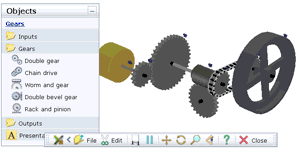 Objects
Gears
Inputs
Gears
Double gear
Chain drive
Worm and gear
Double bevel gear
Rack and pinion
Outputs
Presenta
File Edit ? Close